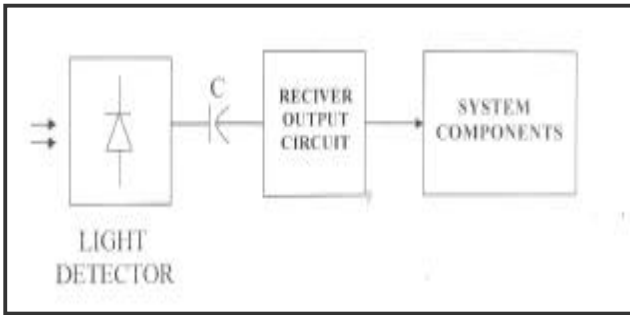 C
RECIVER
OUTPUT
CIRCUIT
SYSTEM
COMPONENTS
LIGHT
DETECTOR